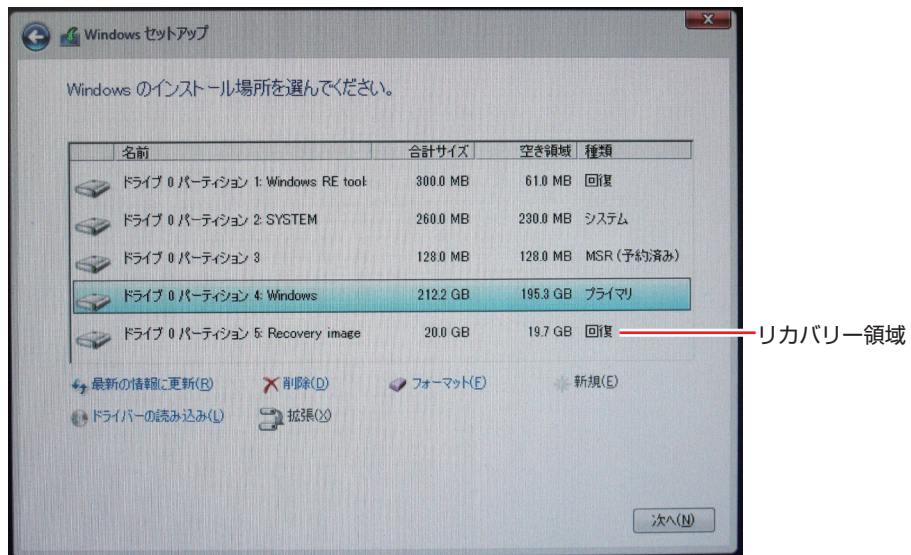 Windows セットアップ
Windows のインストール場所を選んでください。
名前 合計サイズ 空き領域 種類
ドライブ 0 パーティション 1: Windows RE tool 300.0 MB 61.0 MB 回復
ドライブ 0 パーティション 2: SYSTEM 260.0 MB 230.0 MB システム
ドライブ 0 パーティション 3 128.0 MB 128.0 MB MSR (予約済み)
ドライブ 0 パーティション 4: Windows 212.2 GB 195.3 GB プライマリ
ドライブ 0 パーティション 5: Recovery image 20.0 GB 19.7 GB 回復
リカバリー領域
最新の情報に更新(R) 削除(D) フォーマット(F) 新規(E)
ドライバーの読み込み(L) 拡張(X)
次へ(N)